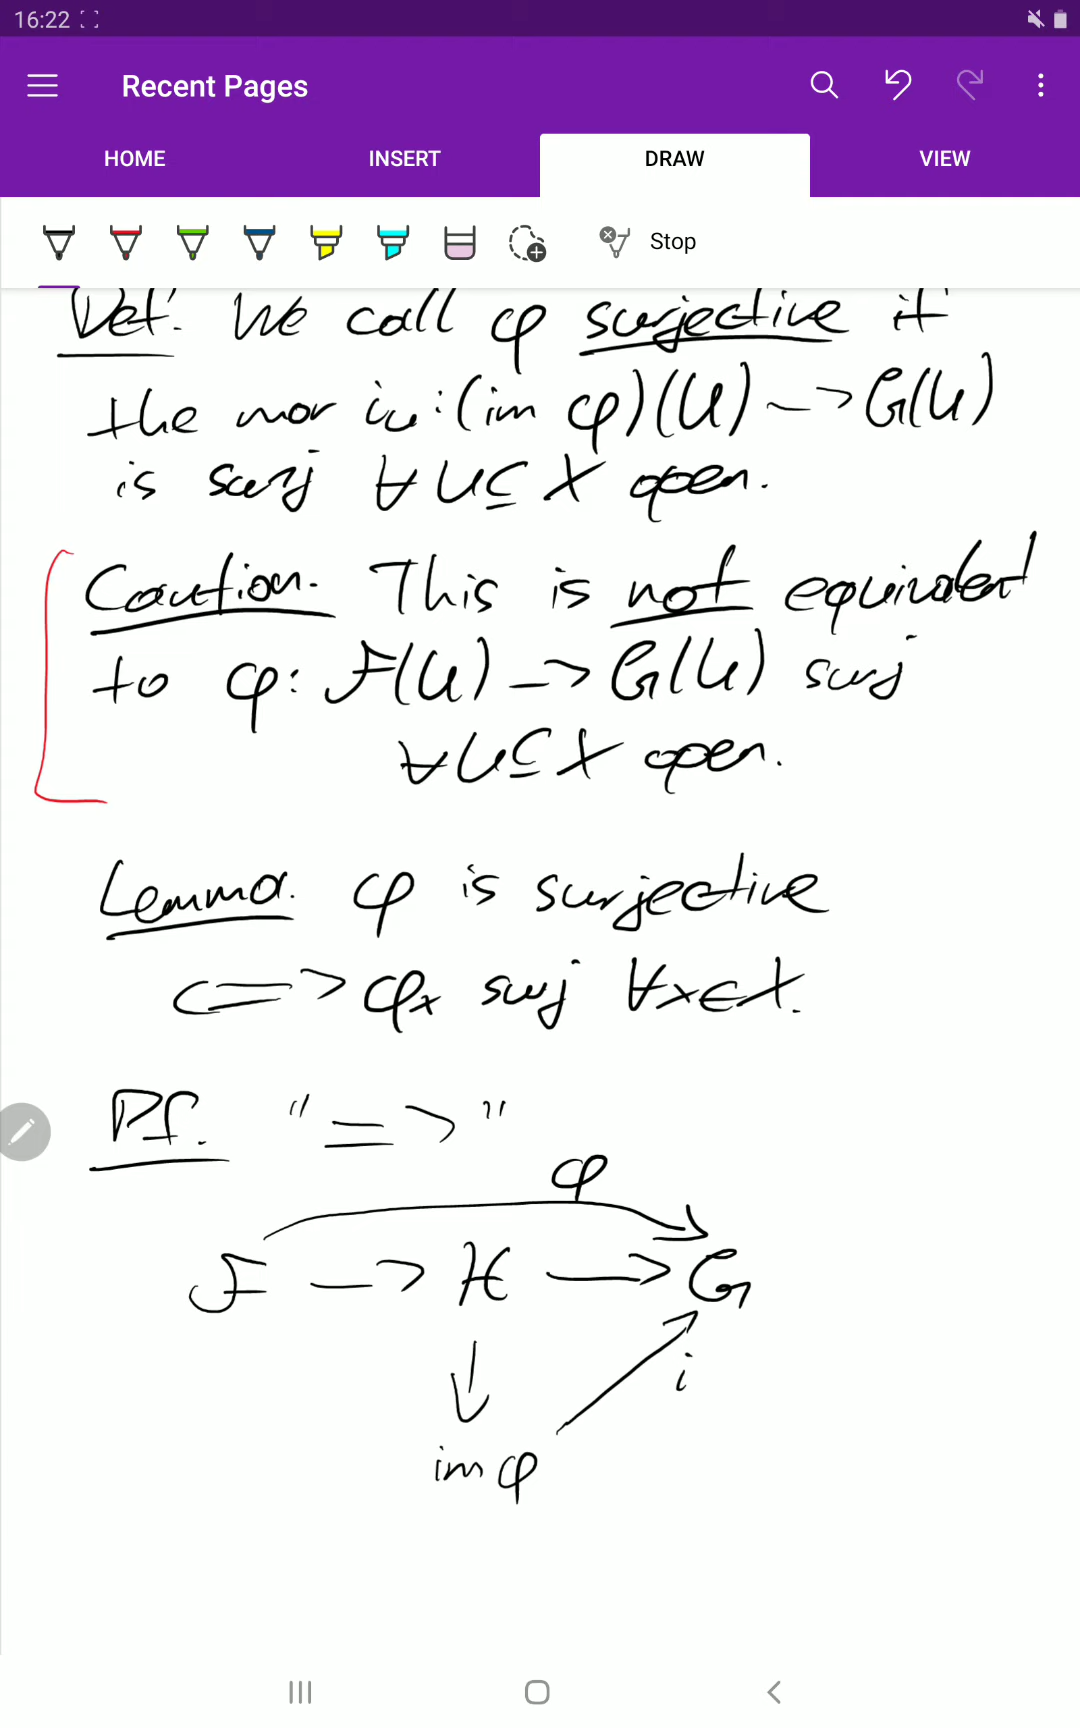 16:22
Recent Pages
HOME INSERT DRAW VIEW
Stop
Def. We call φ surjective if
the mor i_U : (im φ)(U) —> G(U)
is surj ∀ U ⊆ X open.
Caution. This is not equivalent
to φ: F(U) —> G(U) surj
∀ U ⊆ X open.
Lemma. φ is surjective
<=> φ_x surj ∀x∈X.
Pf. "=>"
φ
F —> H —> G
i
im φ